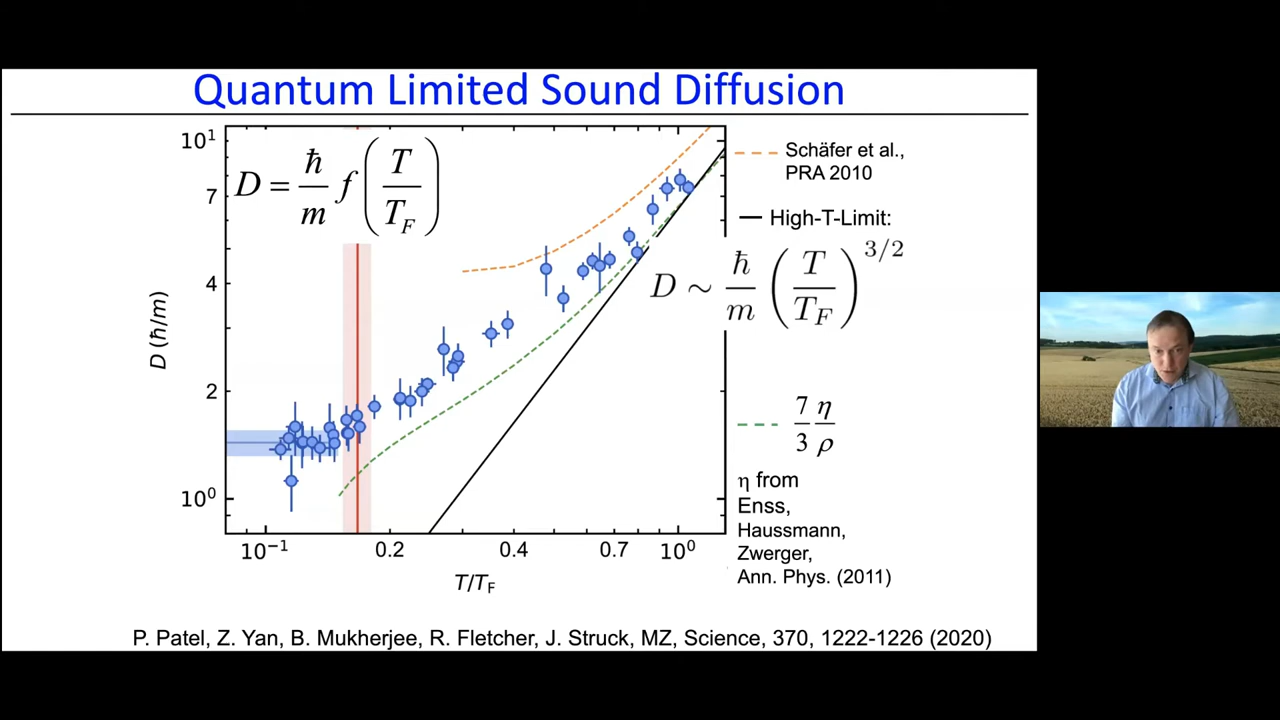 Quantum Limited Sound Diffusion
D = ħ/m f(T/T_F)
10¹
7
4
2
10⁰
D (ħ/m)
10⁻¹
0.2
0.4
0.7
10⁰
T/T_F
Schäfer et al.,
PRA 2010
High-T-Limit:
D ∼ ħ/m (T/T_F)^{3/2}
7/3 η/ρ
η from
Enss,
Haussmann,
Zwerger,
Ann. Phys. (2011)
P. Patel, Z. Yan, B. Mukherjee, R. Fletcher, J. Struck, MZ, Science, 370, 1222-1226 (2020)